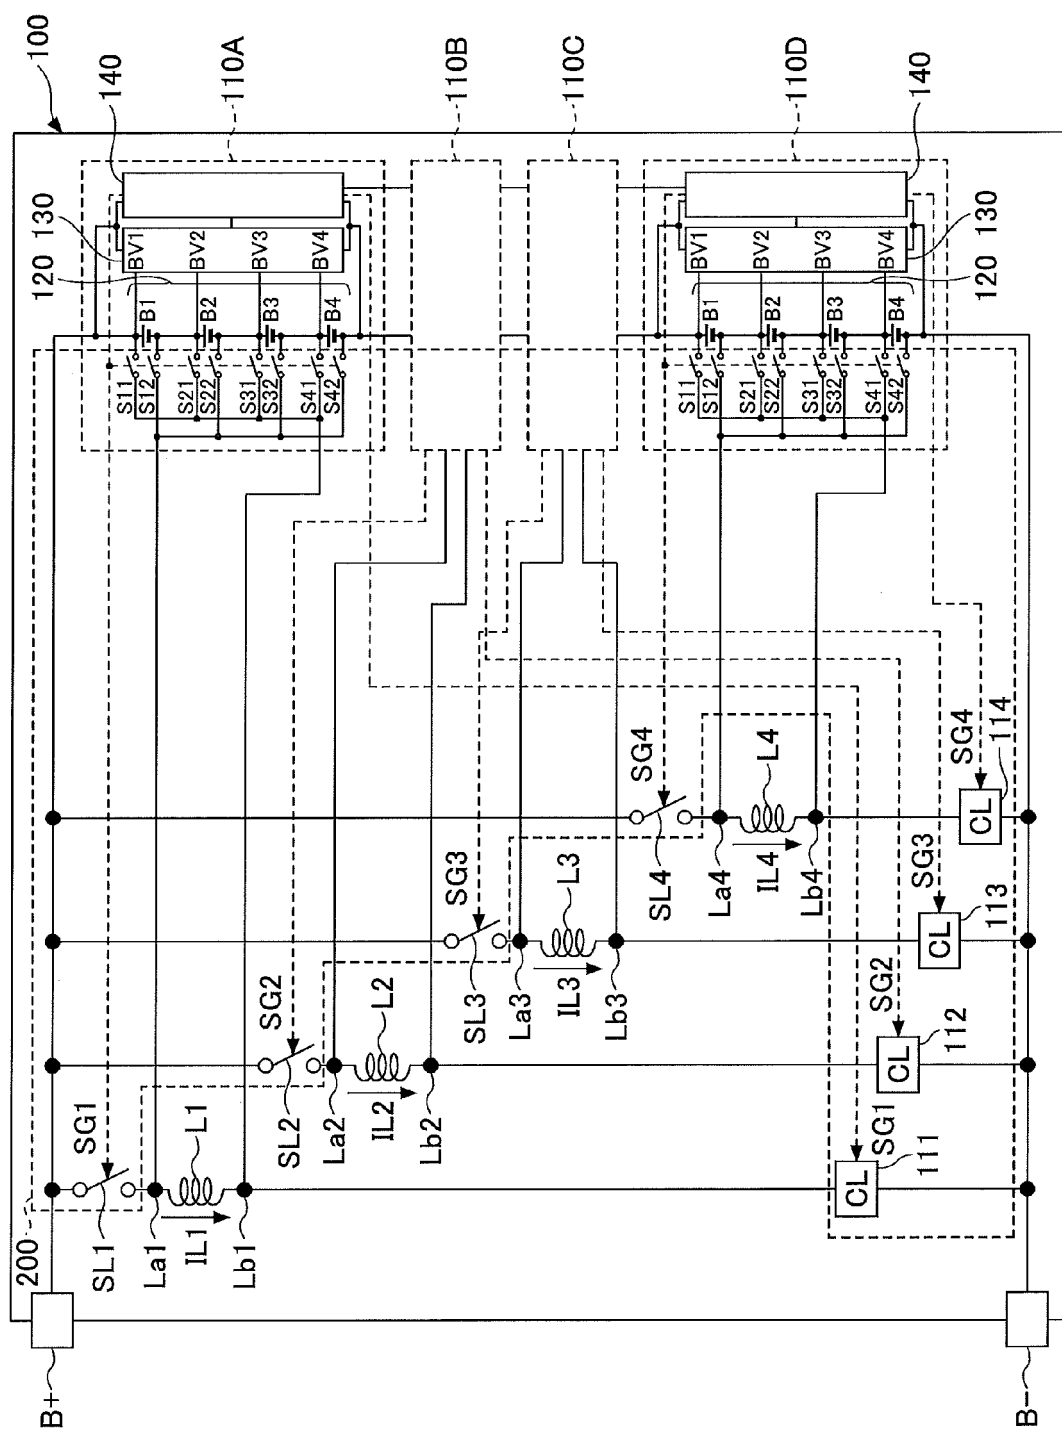 100
140
110A
110B
110C
110D
140
130
120
BV1
BV2
BV3
BV4
B1
B2
B3
B4
S11
S12
S21
S22
S31
S32
S41
S42
130
120
BV1
BV2
BV3
BV4
B1
B2
B3
B4
S11
S12
S21
S22
S31
S32
S41
S42
SG4
L4
SG4
114
CL
SL4
La4
IL4
Lb4
SG3
L3
SG3
113
CL
SL3
La3
IL3
Lb3
SG2
L2
SG2
112
CL
SL2
La2
IL2
Lb2
SG1
L1
SG1
111
CL
200
SL1
La1
IL1
Lb1
B+
B−